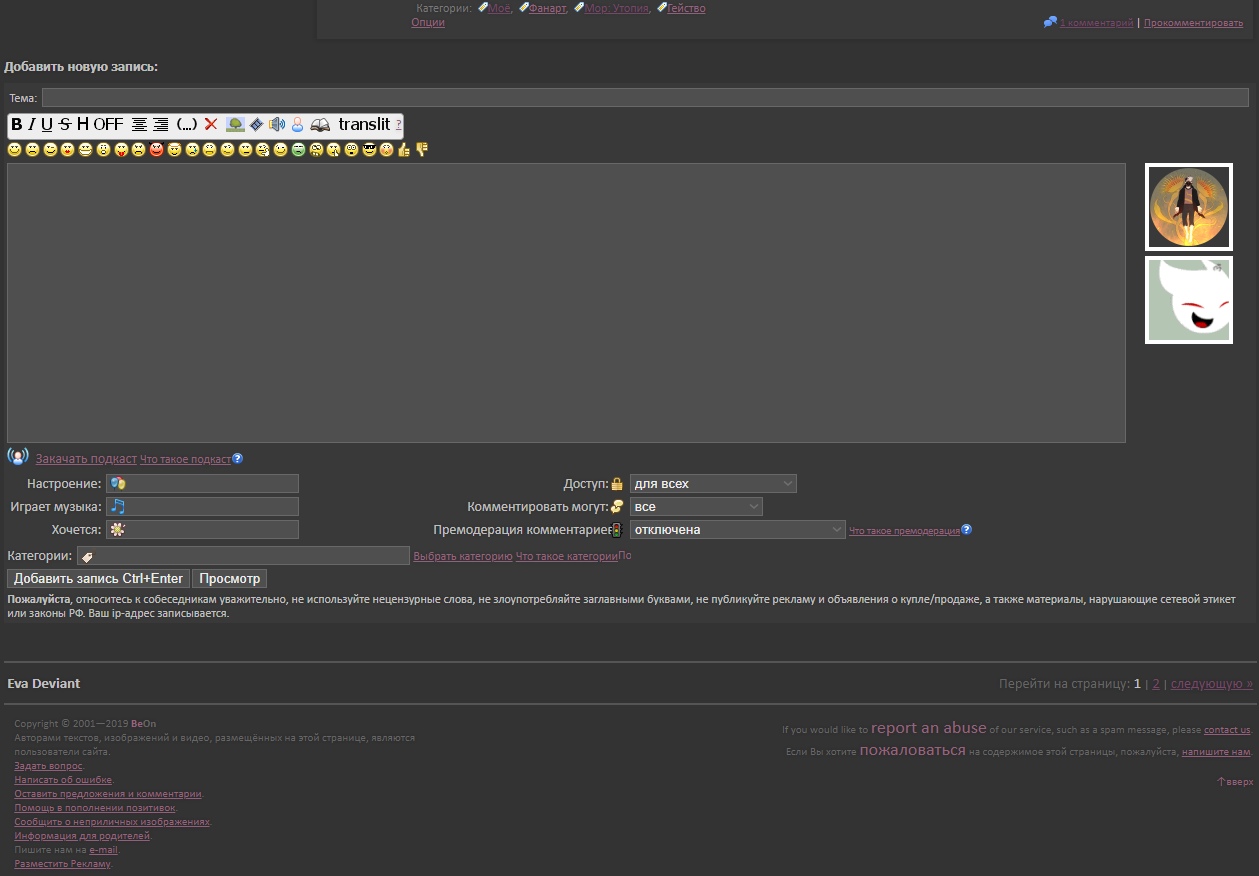 Категории: Моё, Фанарт, Мор: Утопия, Гейство
Опции
1 комментарий | Прокомментировать
Добавить новую запись:
Тема:
B I U S H OFF (...) translit ?
Закачать подкаст Что такое подкаст?
Настроение: Доступ: для всех
Играет музыка: Комментировать могут: все
Хочется: Премодерация комментариев отключена Что такое премодерация?
Категории: Выбрать категорию Что такое категории По
Добавить запись Ctrl+Enter Просмотр
Пожалуйста, относитесь к собеседникам уважительно, не используйте нецензурные слова, не злоупотребляйте заглавными буквами, не публикуйте рекламу и объявления о купле/продаже, а также материалы, нарушающие сетевой этикет
или законы РФ. Ваш ip-адрес записывается.
Eva Deviant Перейти на страницу: 1 | 2 | следующую »
Copyright © 2001—2019 BeOn
Авторами текстов, изображений и видео, размещённых на этой странице, являются
пользователи сайта.
Задать вопрос.
Написать об ошибке.
Оставить предложения и комментарии.
Помощь в пополнении позитивок.
Сообщить о неприличных изображениях.
Информация для родителей.
Пишите нам на e-mail.
Разместить Рекламу.
If you would like to report an abuse of our service, such as a spam message, please contact us.
Если Вы хотите пожаловаться на содержимое этой страницы, пожалуйста, напишите нам.
↑вверх